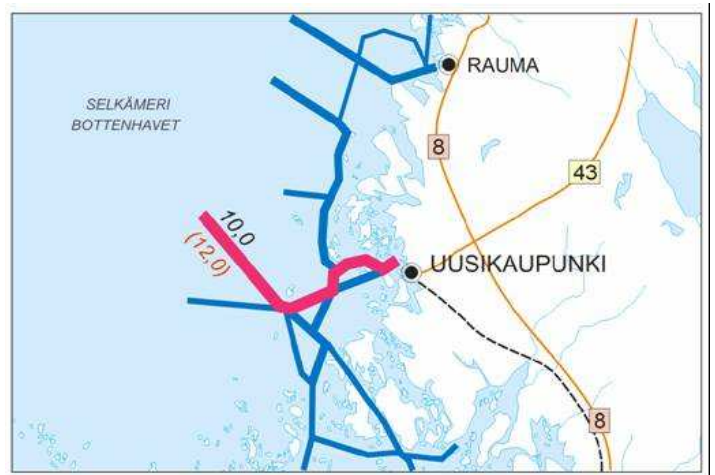 RAUMA
SELKÄMERI
BOTTENHAVET
8
43
10,0
(12,0)
UUSIKAUPUNKI
8